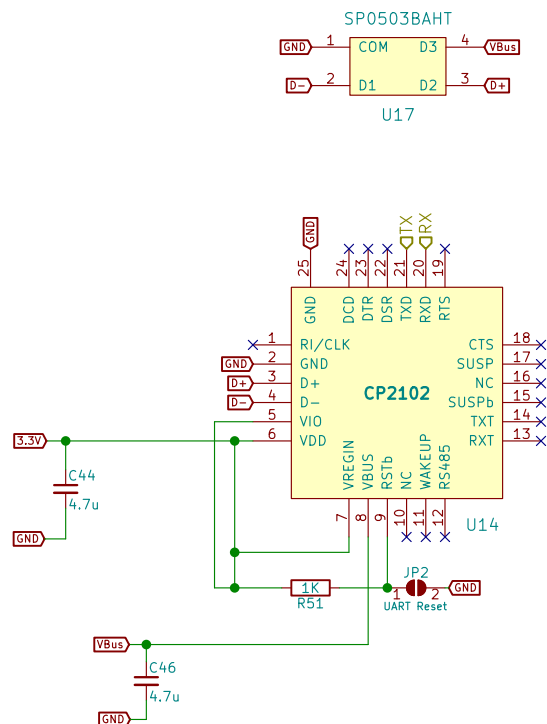 SP0503BAHT
GND 1 COM D3 4 VBus
D- 2 D1 D2 3 D+
U17
GND TX RX
25 24 23 22 21 20 19
GND DCD DTR DSR TXD RXD RTS
1 RI/CLK CTS 18
GND 2 GND SUSP 17
D+ 3 D+ NC 16
CP2102
D- 4 D- SUSPb 15
5 VIO TXT 14
3.3V 6 VDD RXT 13
VREGIN VBUS RSTb NC WAKEUP RS485
7 8 9 10 11 12
U14
C44
4.7u
GND
JP2
1K 1 2 GND
R51 UART Reset
VBus
C46
4.7u
GND